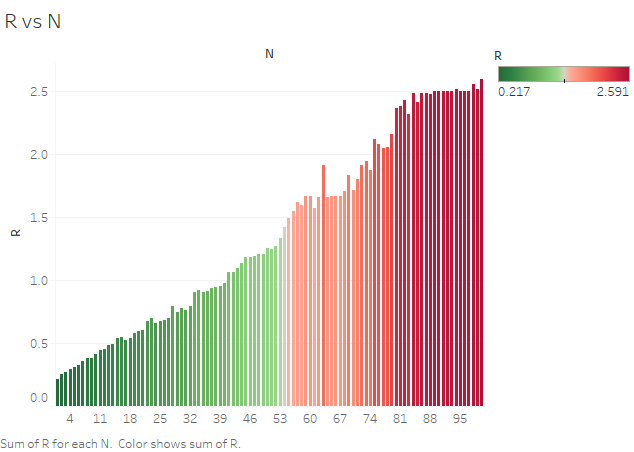 R vs N
N
R
0.217 2.591
2.5
2.0
1.5
R
1.0
0.5
0.0
4 11 18 25 32 39 46 53 60 67 74 81 88 95
Sum of R for each N. Color shows sum of R.